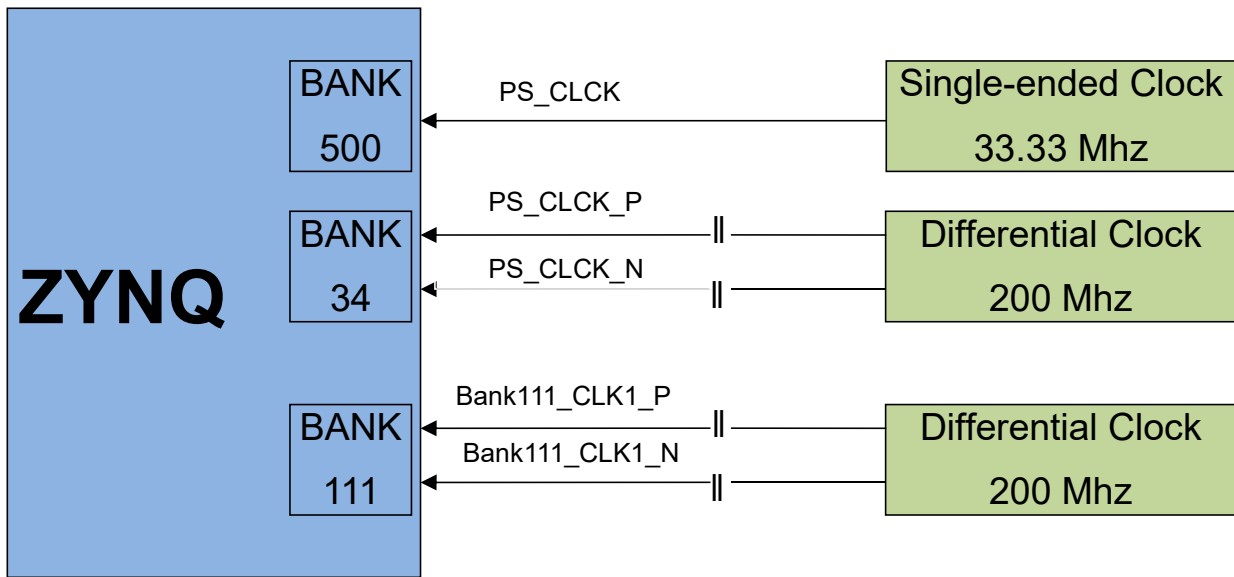 ZYNQ
BANK
500
PS_CLCK
Single-ended Clock
33.33 Mhz
BANK
34
PS_CLCK_P
PS_CLCK_N
Differential Clock
200 Mhz
BANK
111
Bank111_CLK1_P
Bank111_CLK1_N
Differential Clock
200 Mhz